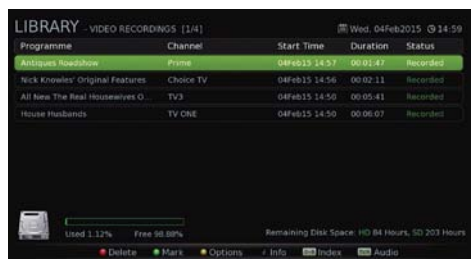 LIBRARY - VIDEO RECORDINGS [1/4] Wed. 04Feb2015 14:59
Programme Channel Start Time Duration Status
Antiques Roadshow Prime 04Feb15 14:57 00:01:47 Recorded
Nick Knowles' Original Features Choice TV 04Feb15 14:56 00:02:11 Recorded
All New The Real Housewives O... TV3 04Feb15 14:50 00:05:41 Recorded
House Husbands TV ONE 04Feb15 14:50 00:06:07 Recorded
Used 1.12% Free 98.88% Remaining Disk Space: HD 84 Hours, SD 203 Hours
Delete Mark Options i Info Index Audio